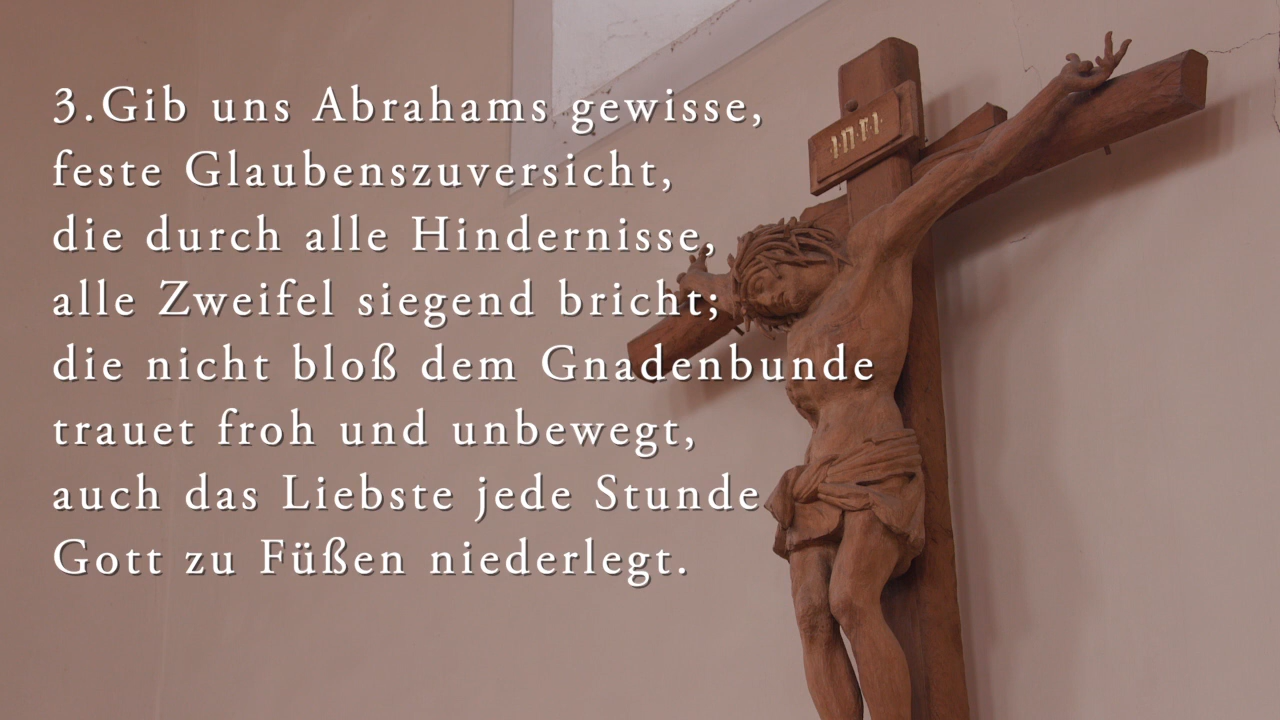 3.Gib uns Abrahams gewisse,
feste Glaubenszuversicht,
die durch alle Hindernisse,
alle Zweifel siegend bricht;
die nicht bloß dem Gnadenbunde
trauet froh und unbewegt,
auch das Liebste jede Stunde
Gott zu Füßen niederlegt.
INRI